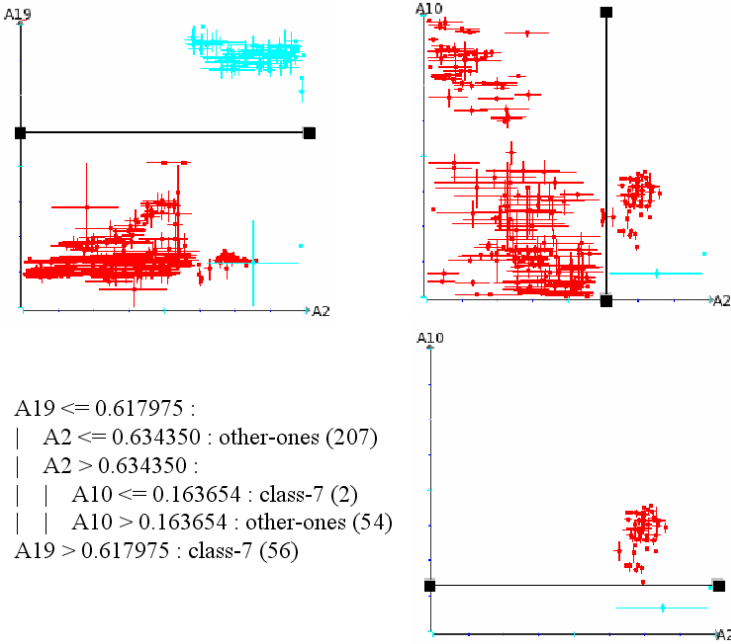 A19
A2
A10
A2
A10
A2
A19 <= 0.617975 :
| A2 <= 0.634350 : other-ones (207)
| A2 > 0.634350 :
| | A10 <= 0.163654 : class-7 (2)
| | A10 > 0.163654 : other-ones (54)
A19 > 0.617975 : class-7 (56)